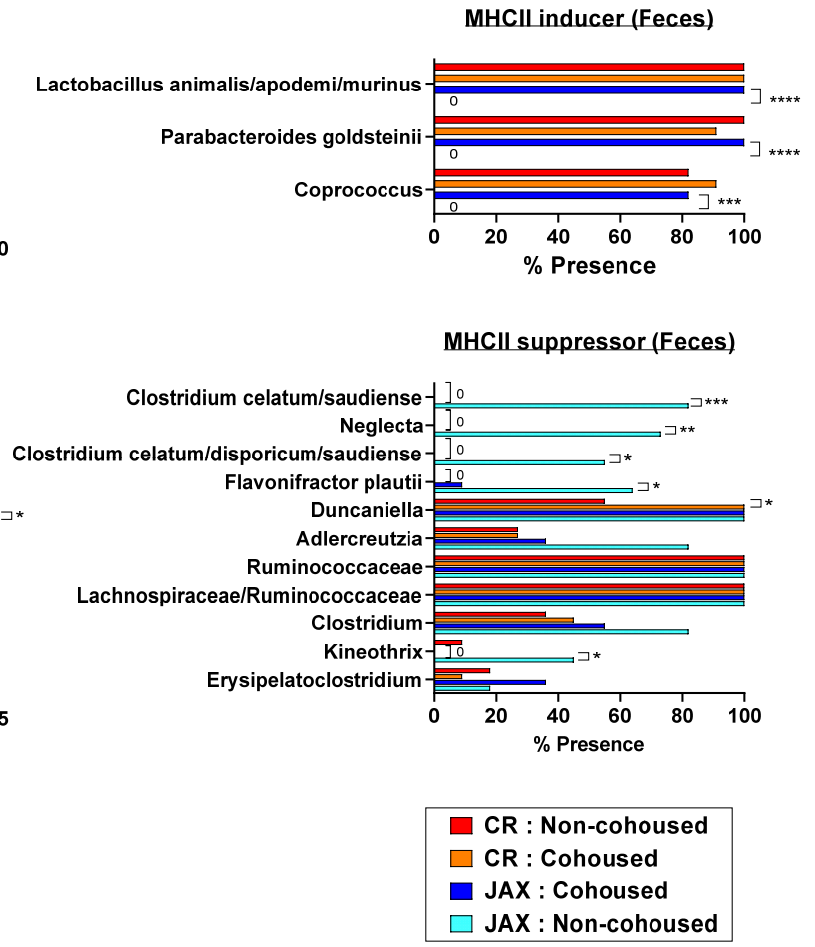 MHCII inducer (Feces)
Lactobacillus animalis/apodemi/murinus
0
****
Parabacteroides goldsteinii
0
****
Coprococcus
0
***
0 20 40 60 80 100
% Presence
0
MHCII suppressor (Feces)
Clostridium celatum/saudiense
0
***
Neglecta
0
**
Clostridium celatum/disporicum/saudiense
0
*
Flavonifractor plautii
0
*
Duncaniella
*
*
Adlercreutzia
Ruminococcaceae
Lachnospiraceae/Ruminococcaceae
Clostridium
Kineothrix
0
*
Erysipelatoclostridium
0 20 40 60 80 100
5
% Presence
CR : Non-cohoused
CR : Cohoused
JAX : Cohoused
JAX : Non-cohoused